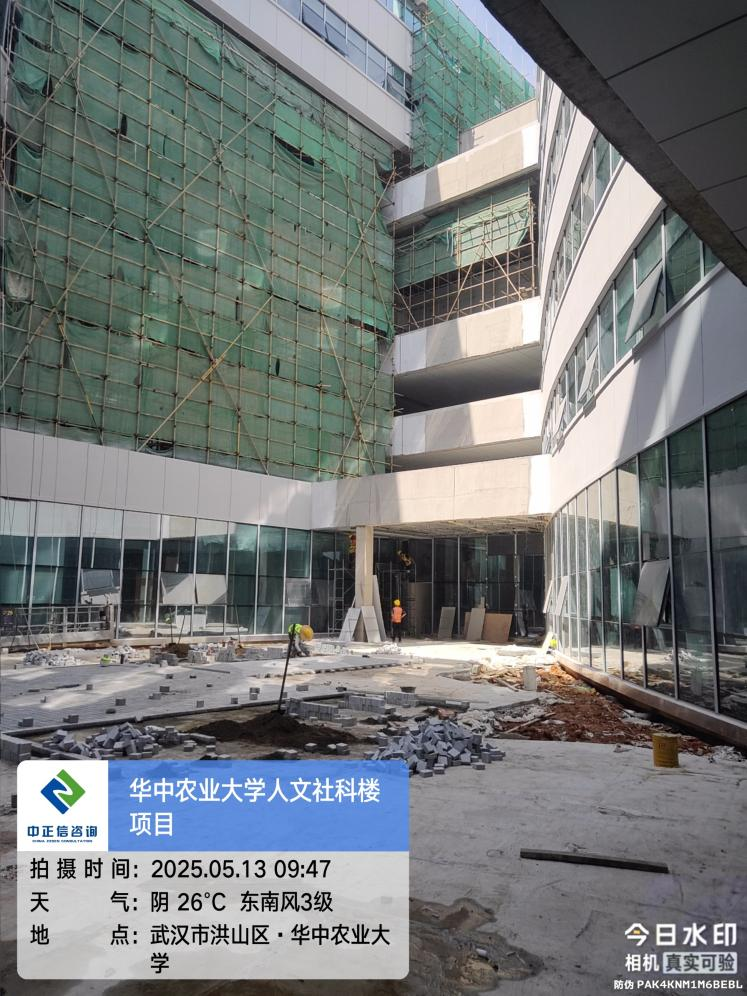 华中农业大学人文社科楼
项目
中正信咨询
拍摄时间：2025.05.13 09:47
天气：阴 26°C 东南风3级
地点：武汉市洪山区·华中农业大
学
今日水印
相机 真实可验
防伪 PAK4KNM1M6BEBL